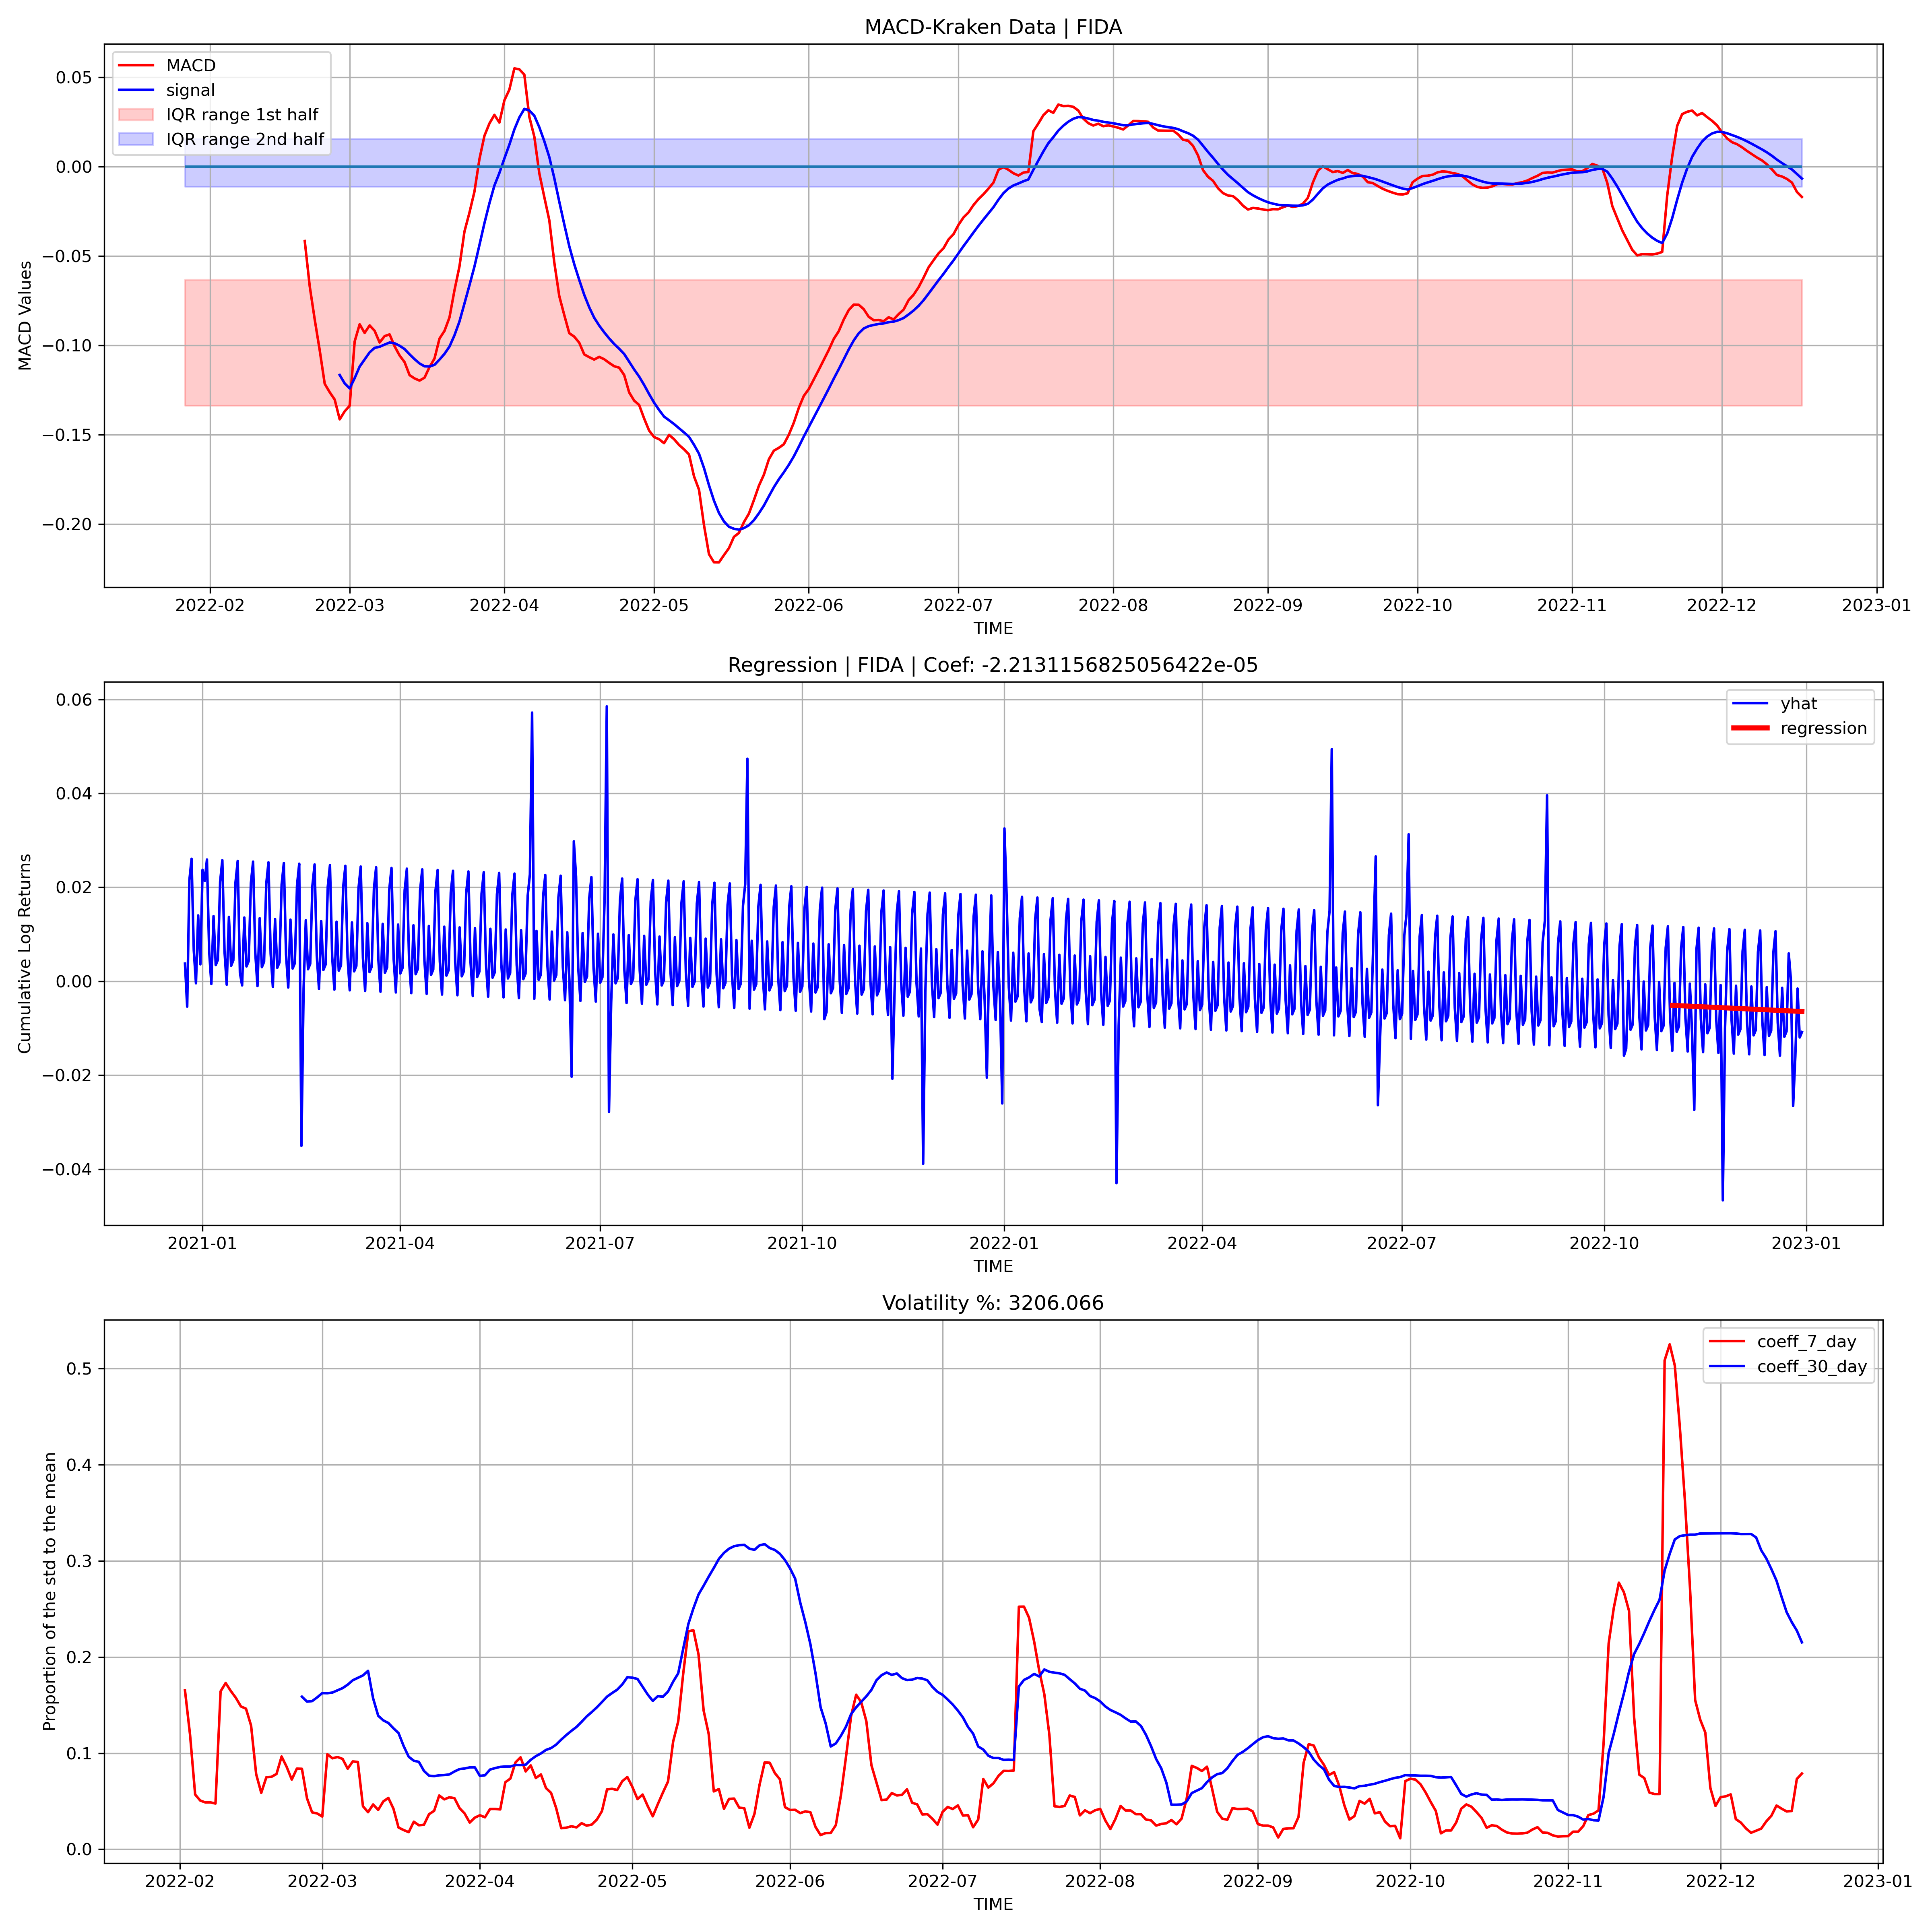 MACD-Kraken Data | FIDA
MACD
signal
IQR range 1st half
IQR range 2nd half
MACD Values
0.05
0.00
−0.05
−0.10
−0.15
−0.20
2022-02 2022-03 2022-04 2022-05 2022-06 2022-07 2022-08 2022-09 2022-10 2022-11 2022-12 2023-01
TIME
Regression | FIDA | Coef: -2.2131156825056422e-05
yhat
regression
Cumulative Log Returns
0.06
0.04
0.02
0.00
−0.02
−0.04
2021-01 2021-04 2021-07 2021-10 2022-01 2022-04 2022-07 2022-10 2023-01
TIME
Volatility %: 3206.066
coeff_7_day
coeff_30_day
Proportion of the std to the mean
0.5
0.4
0.3
0.2
0.1
0.0
2022-02 2022-03 2022-04 2022-05 2022-06 2022-07 2022-08 2022-09 2022-10 2022-11 2022-12 2023-01
TIME